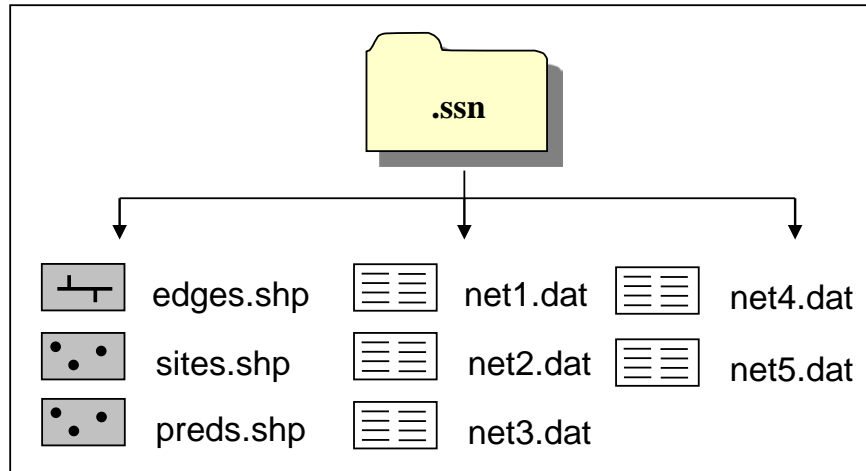 .ssn
edges.shp
sites.shp
preds.shp
net1.dat
net2.dat
net3.dat
net4.dat
net5.dat